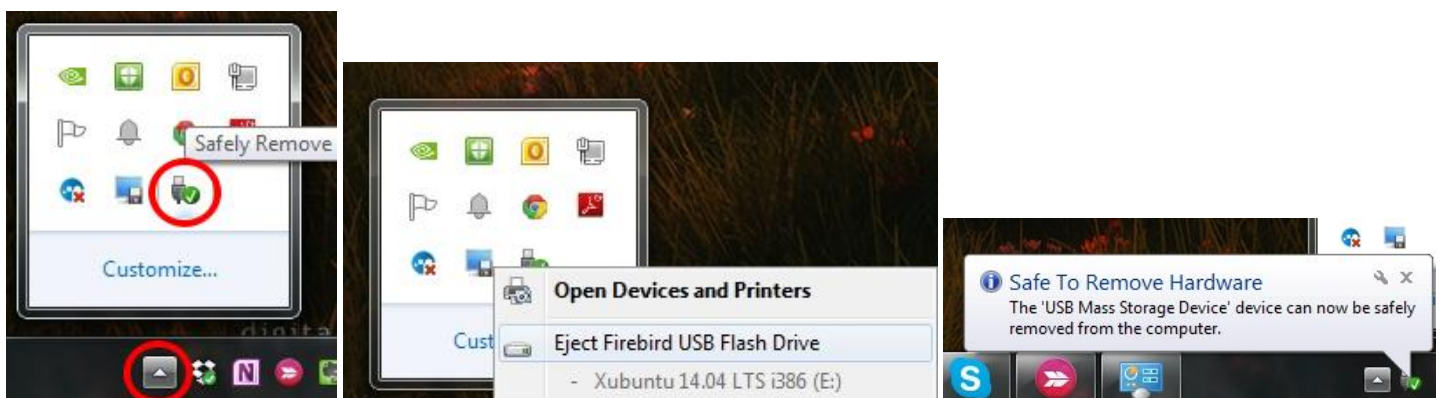 Safely Remove
Customize...
digita
Open Devices and Printers
Cust
Eject Firebird USB Flash Drive
- Xubuntu 14.04 LTS i386 (E:)
Safe To Remove Hardware
The 'USB Mass Storage Device' device can now be safely
removed from the computer.